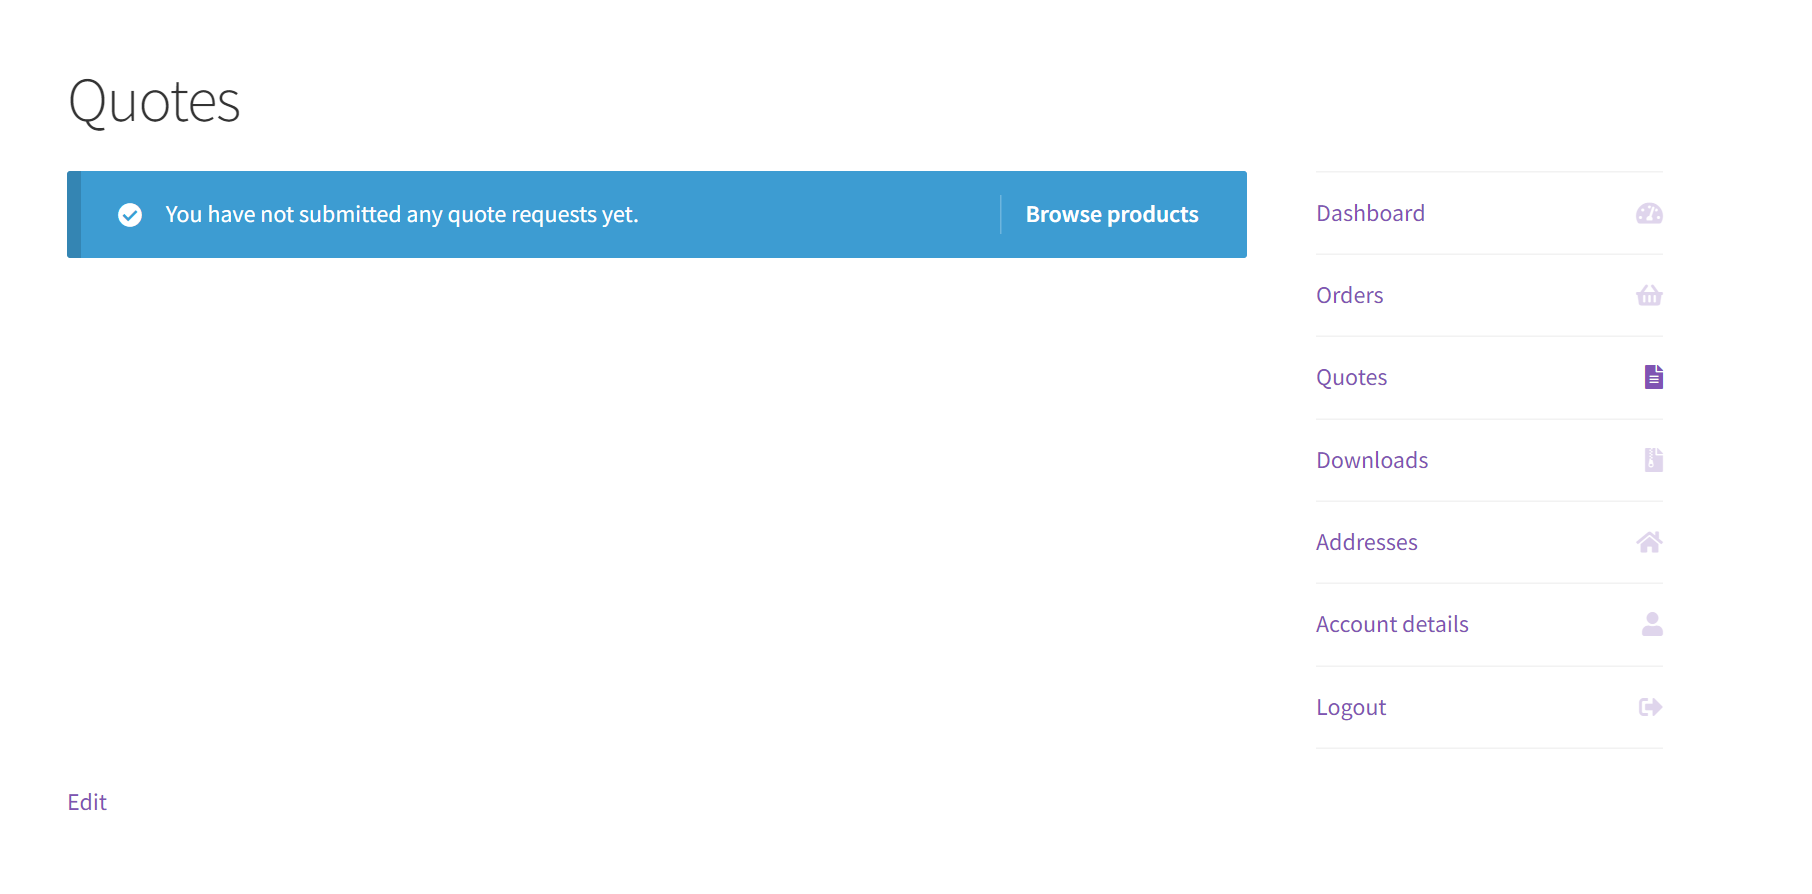 Quotes
You have not submitted any quote requests yet.
Browse products
Dashboard
Orders
Quotes
Downloads
Addresses
Account details
Logout
Edit